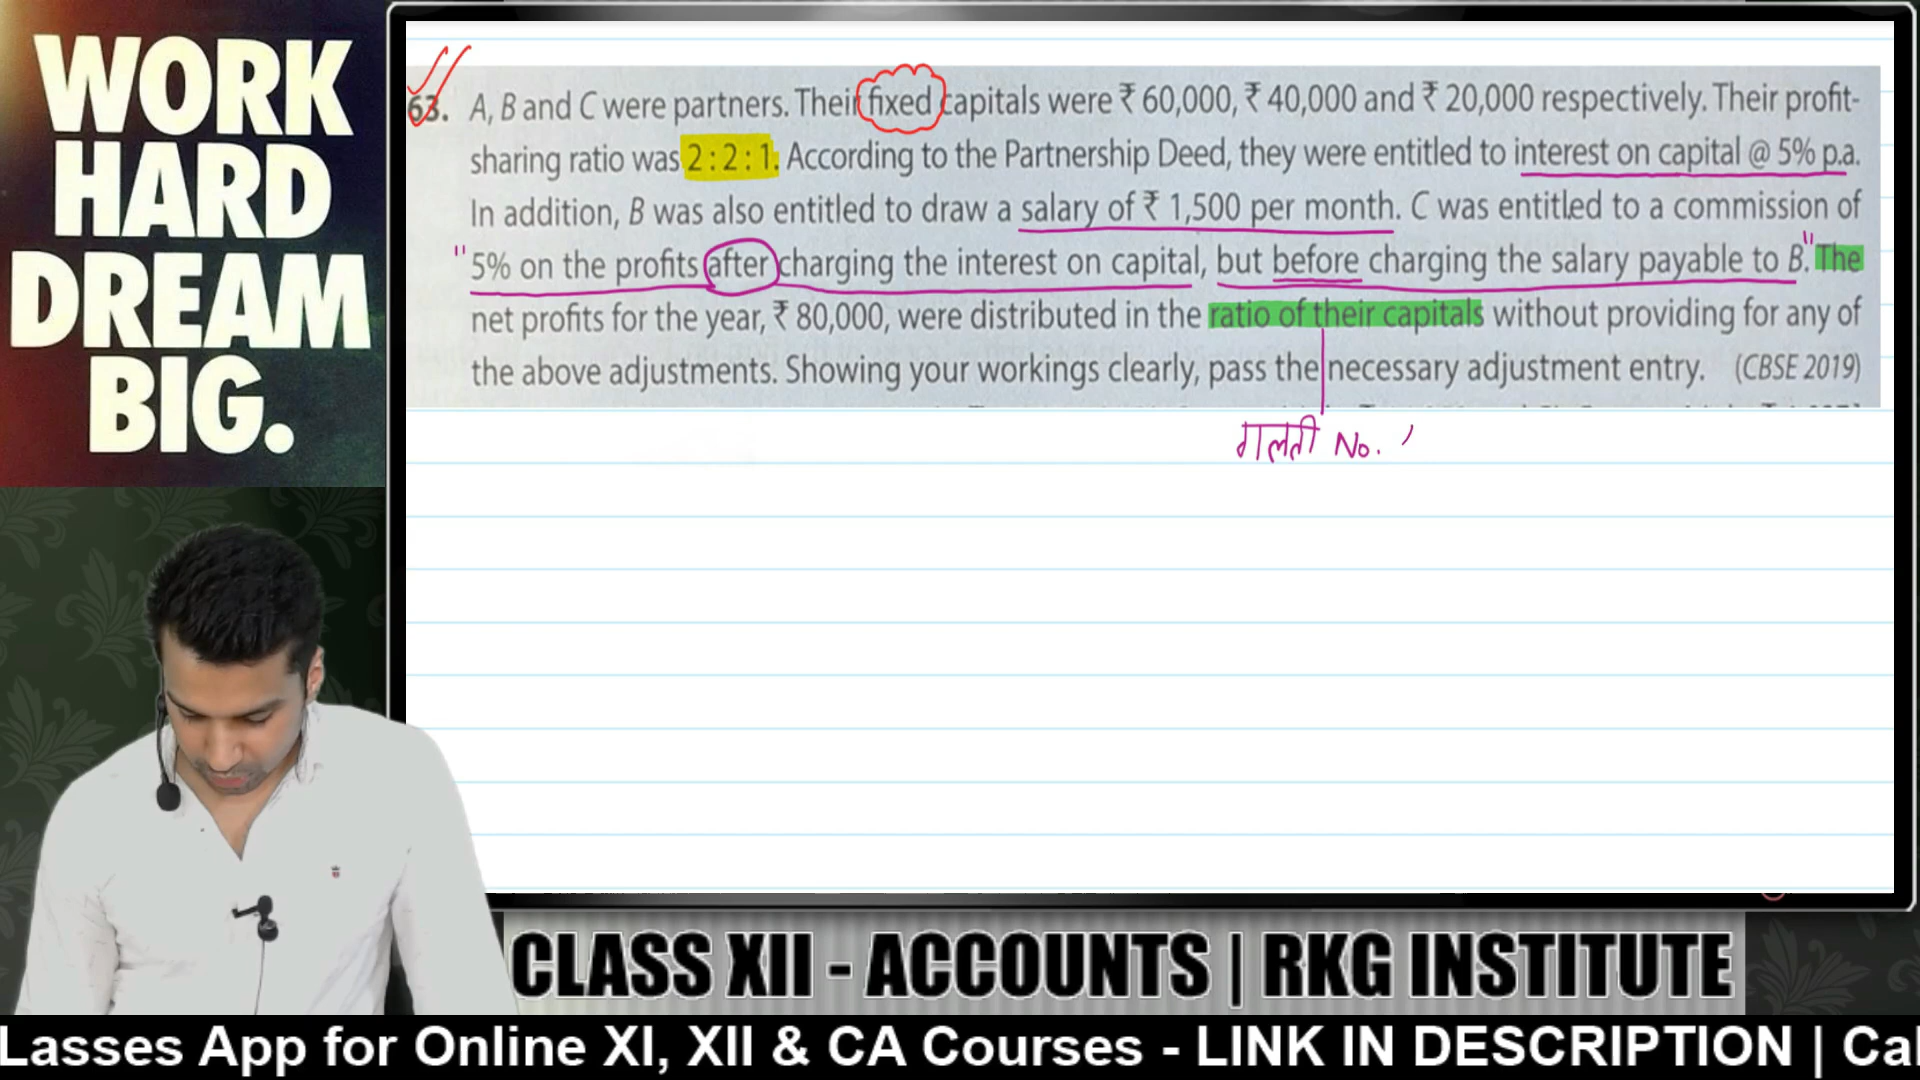 WORK
HARD
DREAM
BIG.
63. A, B and C were partners. Their fixed capitals were ₹ 60,000, ₹ 40,000 and ₹ 20,000 respectively. Their profit-
sharing ratio was 2 : 2 : 1. According to the Partnership Deed, they were entitled to interest on capital @ 5% p.a.
In addition, B was also entitled to draw a salary of ₹ 1,500 per month. C was entitled to a commission of
"5% on the profits after charging the interest on capital, but before charging the salary payable to B." The
net profits for the year, ₹ 80,000, were distributed in the ratio of their capitals without providing for any of
the above adjustments. Showing your workings clearly, pass the necessary adjustment entry. (CBSE 2019)
गलती No.
CLASS XII - ACCOUNTS | RKG INSTITUTE
Lasses App for Online XI, XII & CA Courses - LINK IN DESCRIPTION | Cal